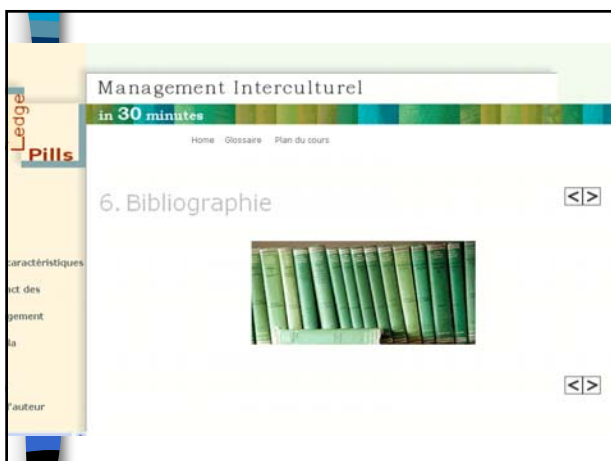 Management Interculturel
in 30 minutes
Ledge
Pills
Home Glossaire Plan du cours
6. Bibliographie
<|>
caractéristiques
act des
gement
la
<|>
l'auteur